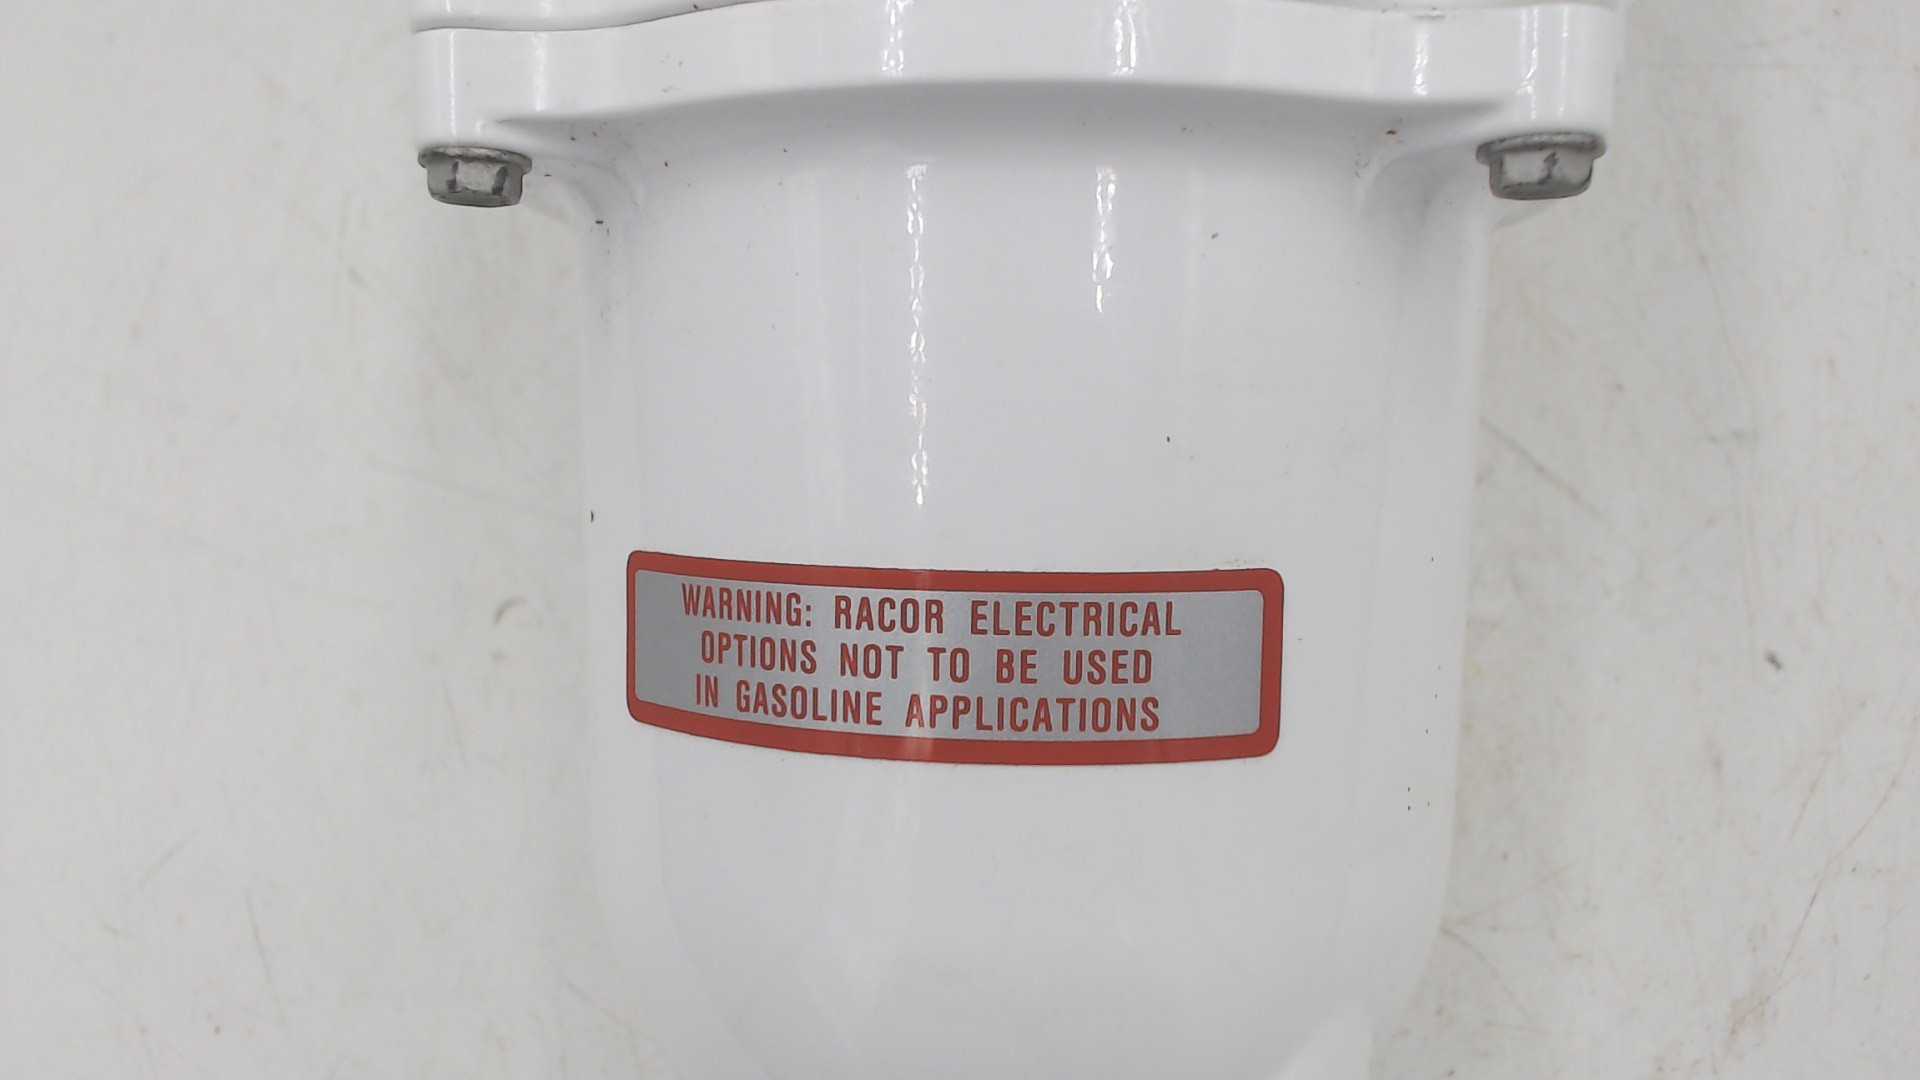 WARNING: RACOR ELECTRICAL
OPTIONS NOT TO BE USED
IN GASOLINE APPLICATIONS